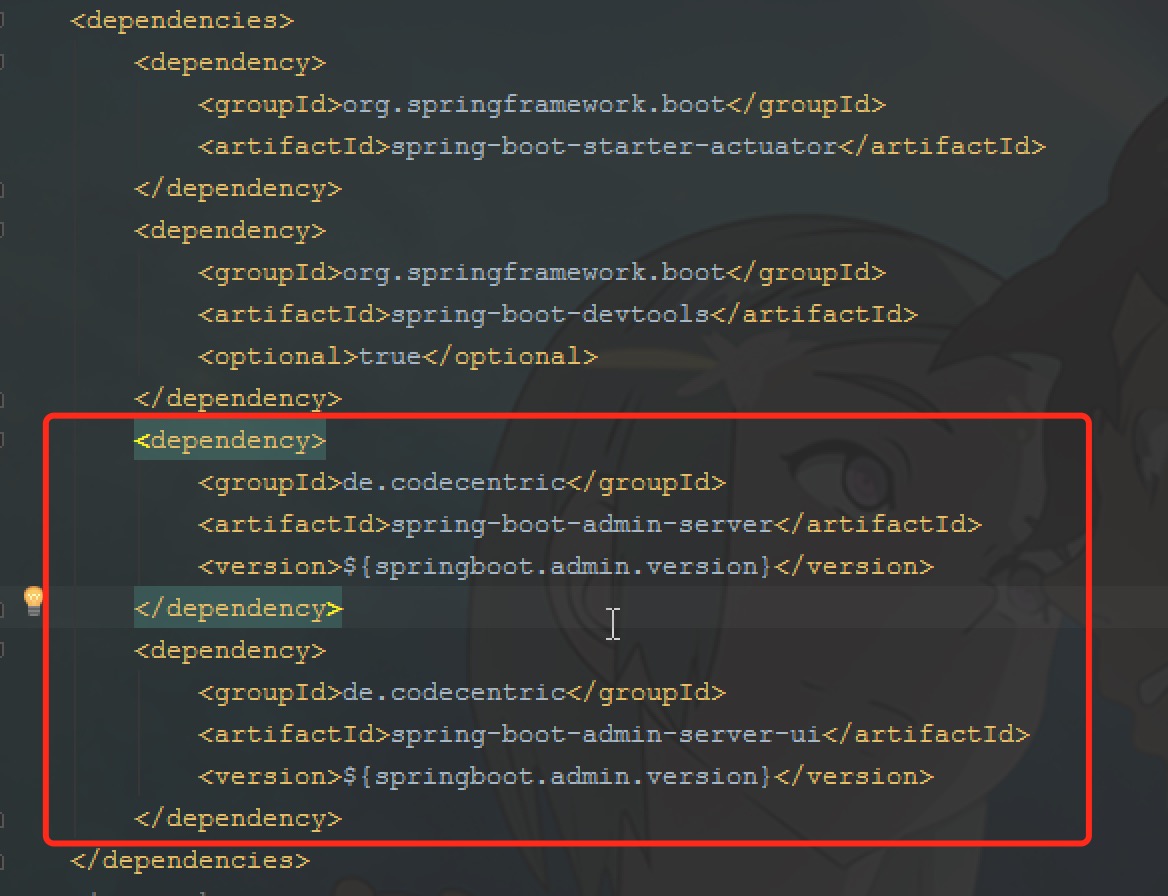 <dependencies>
<dependency>
<groupId>org.springframework.boot</groupId>
<artifactId>spring-boot-starter-actuator</artifactId>
</dependency>
<dependency>
<groupId>org.springframework.boot</groupId>
<artifactId>spring-boot-devtools</artifactId>
<optional>true</optional>
</dependency>
<dependency>
<groupId>de.codecentric</groupId>
<artifactId>spring-boot-admin-server</artifactId>
<version>${springboot.admin.version}</version>
</dependency>
<dependency>
<groupId>de.codecentric</groupId>
<artifactId>spring-boot-admin-server-ui</artifactId>
<version>${springboot.admin.version}</version>
</dependency>
</dependencies>